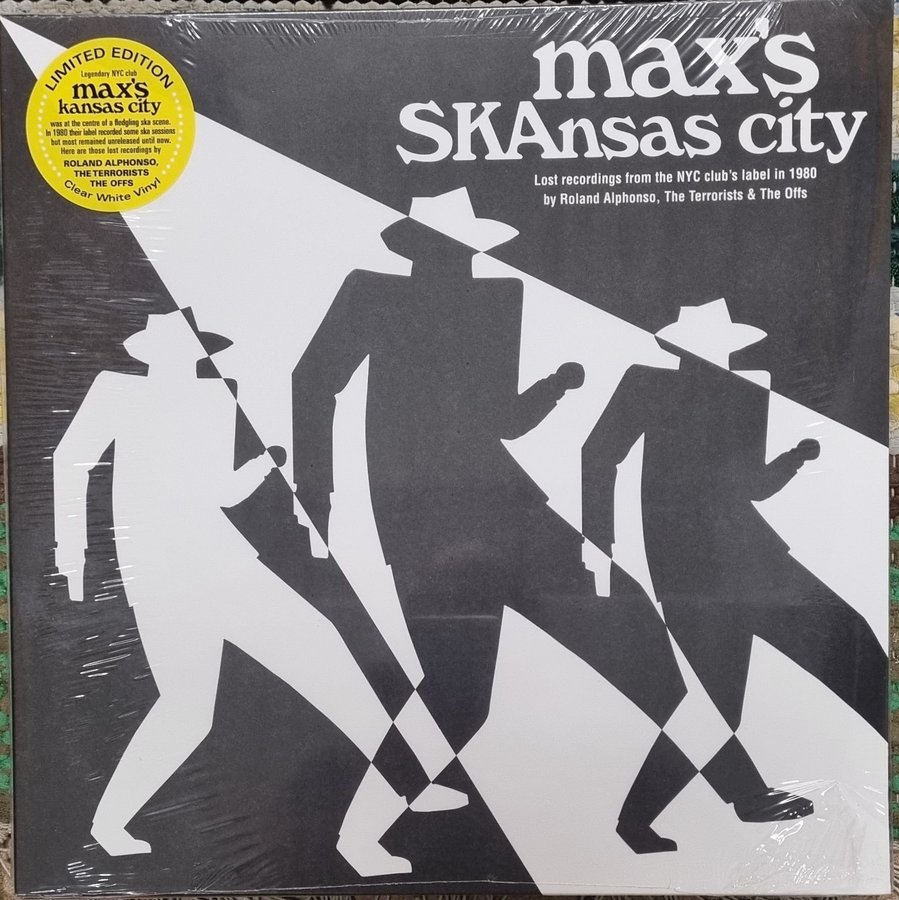 LIMITED EDITION
Legendary NYC club
max's
kansas city
was at the centre of a fledgling ska scene.
In 1980 their label recorded some ska sessions
but most remained unreleased until now.
Here are those lost recordings by
ROLAND ALPHONSO,
THE TERRORISTS
THE OFFS
Clear White Vinyl
max's
SKAnsas city
Lost recordings from the NYC club's label in 1980
by Roland Alphonso, The Terrorists & The Offs